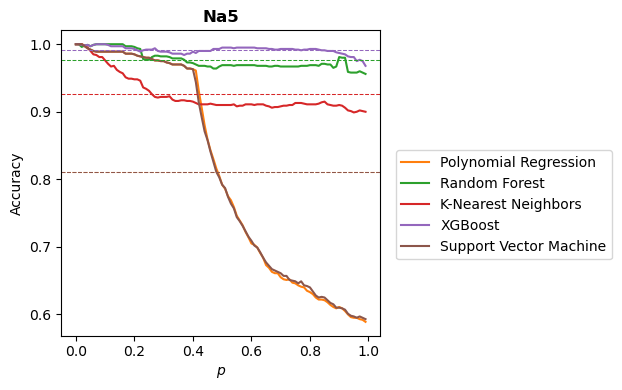 Na5
Accuracy
1.0
0.9
0.8
0.7
0.6
0.0
0.2
0.4
0.6
0.8
1.0
p
Polynomial Regression
Random Forest
K-Nearest Neighbors
XGBoost
Support Vector Machine